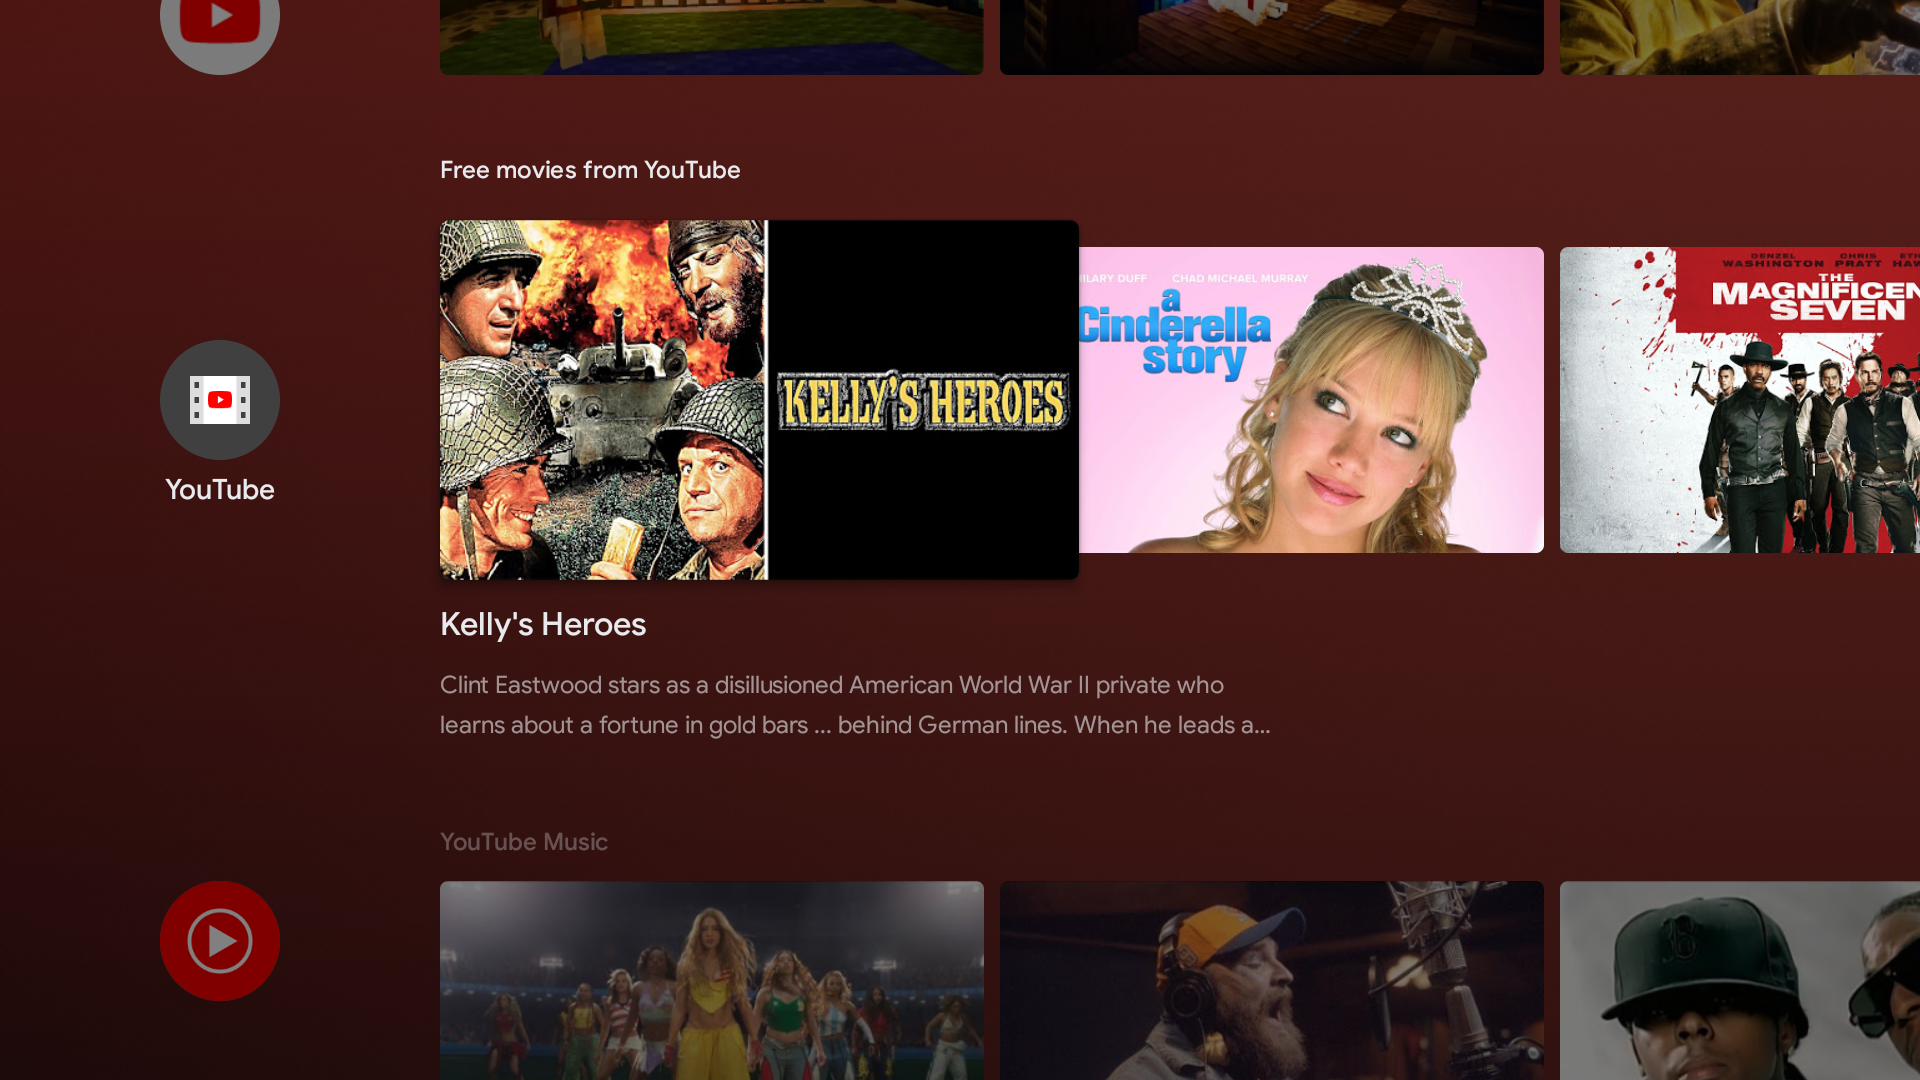 Free movies from YouTube
KELLY'S HEROES
HILARY DUFF CHAD MICHAEL MURRAY
a
Cinderella
story
DENZEL CHRIS
WASHINGTON PRATT
THE
MAGNIFICEN
SEVEN
YouTube
Kelly's Heroes
Clint Eastwood stars as a disillusioned American World War II private who
learns about a fortune in gold bars ... behind German lines. When he leads a...
YouTube Music
B